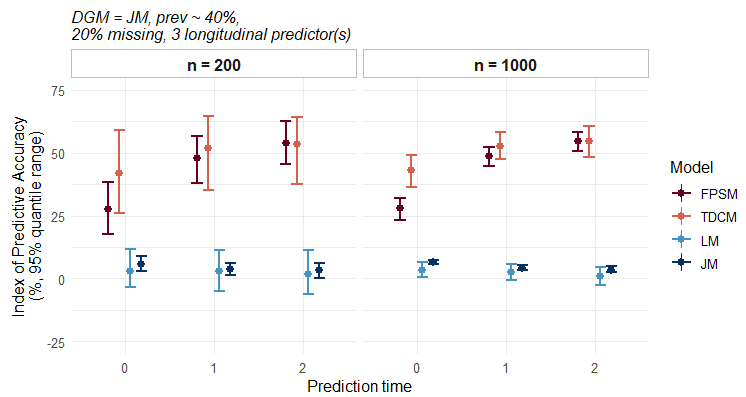 DGM = JM, prev ~ 40%,
20% missing, 3 longitudinal predictor(s)
n = 200
n = 1000
Index of Predictive Accuracy
(%, 95% quantile range)
75
50
25
0
-25
0 1 2
0 1 2
Prediction time
Model
FPSM
TDCM
LM
JM